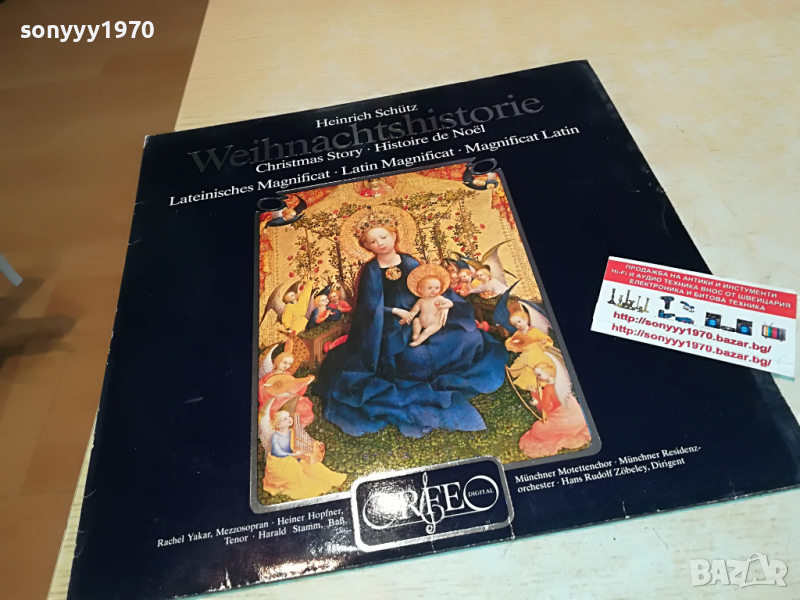 sonyyy1970
Heinrich Schütz
Weihnachtshistorie
Christmas Story · Histoire de Noël
Lateinisches Magnificat · Latin Magnificat · Magnificat Latin
ORFEO
DIGITAL
Rachel Yakar, Mezzosopran · Heiner Hopfner,
Tenor · Harald Stamm, Baß
Münchner Motettenchor · Münchner Residenz-
orchester · Hans Rudolf Zöbeley, Dirigent
ПРОДАЖБА НА АНТИКИ И ИНСТУМЕНТИ
HI-FI И АУДИО ТЕХНИКА ВНОС ОТ ШВЕЙЦАРИЯ
ЕЛЕКТРОНИКА И БИТОВА ТЕХНИКА
http://sonyyy1970.bazar.bg/
http://sonyyy1970.bazar.bg/
sonyyy1970
BAZAR